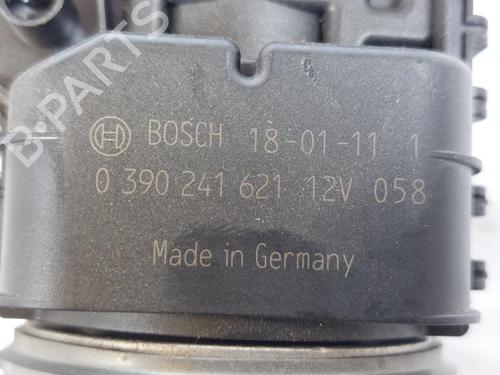 B-PARTS
BOSCH 18-01-11 1
0 390 241 621 12V 058
Made in Germany